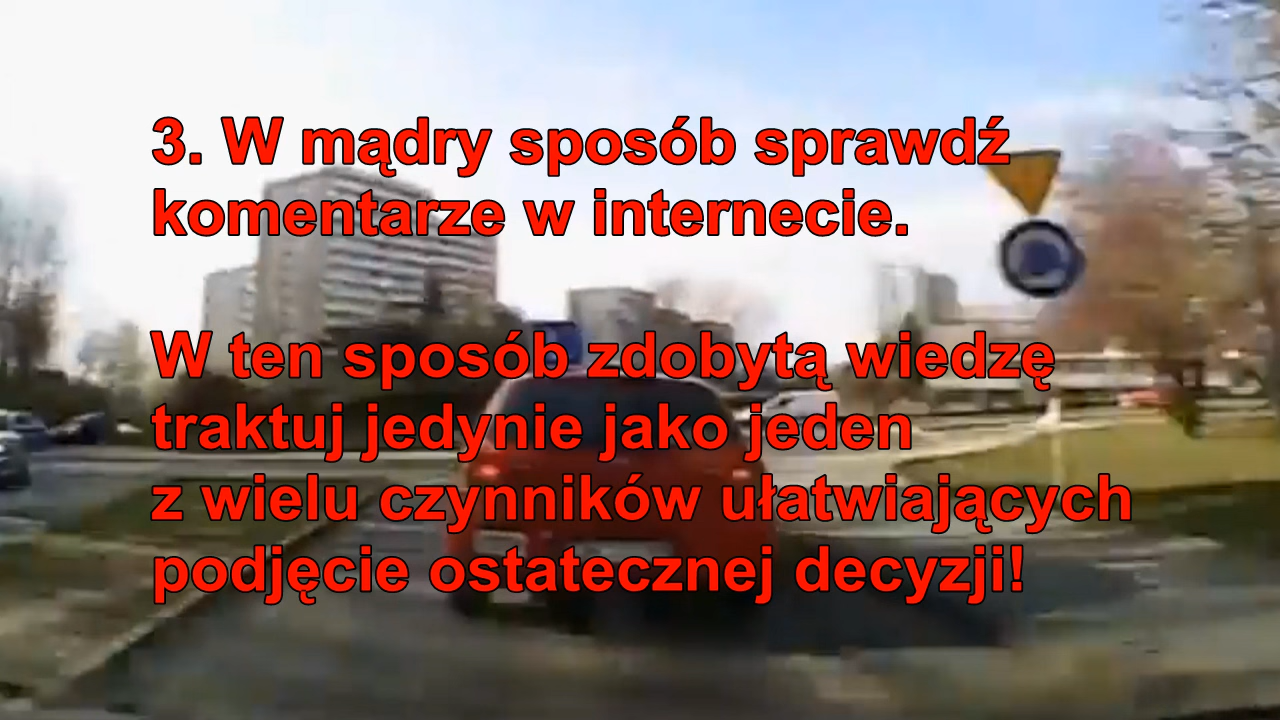 3. W mądry sposób sprawdź
komentarze w internecie.
W ten sposób zdobytą wiedzę
traktuj jedynie jako jeden
z wielu czynników ułatwiających
podjęcie ostatecznej decyzji!